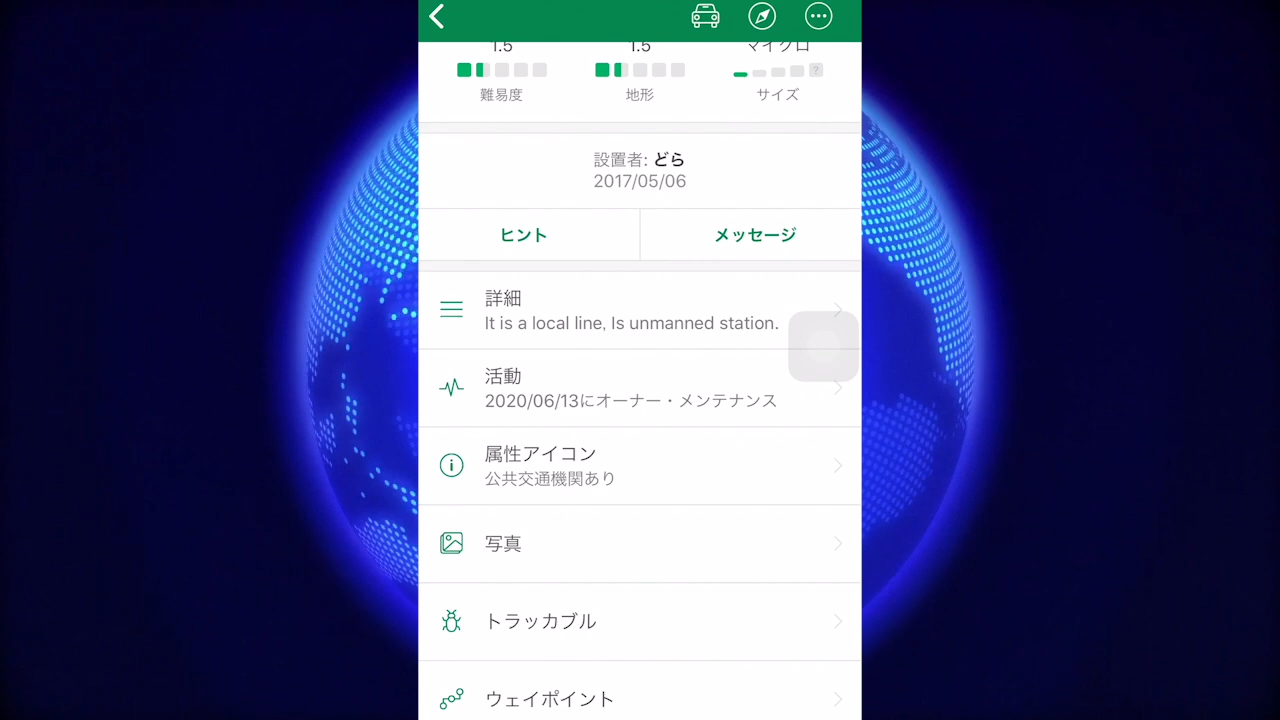 1.5
1.5
マイクロ
?
難易度
地形
サイズ
設置者: どら
2017/05/06
ヒント
メッセージ
詳細
It is a local line, Is unmanned station.
活動
2020/06/13にオーナー・メンテナンス
属性アイコン
公共交通機関あり
写真
トラッカブル
ウェイポイント